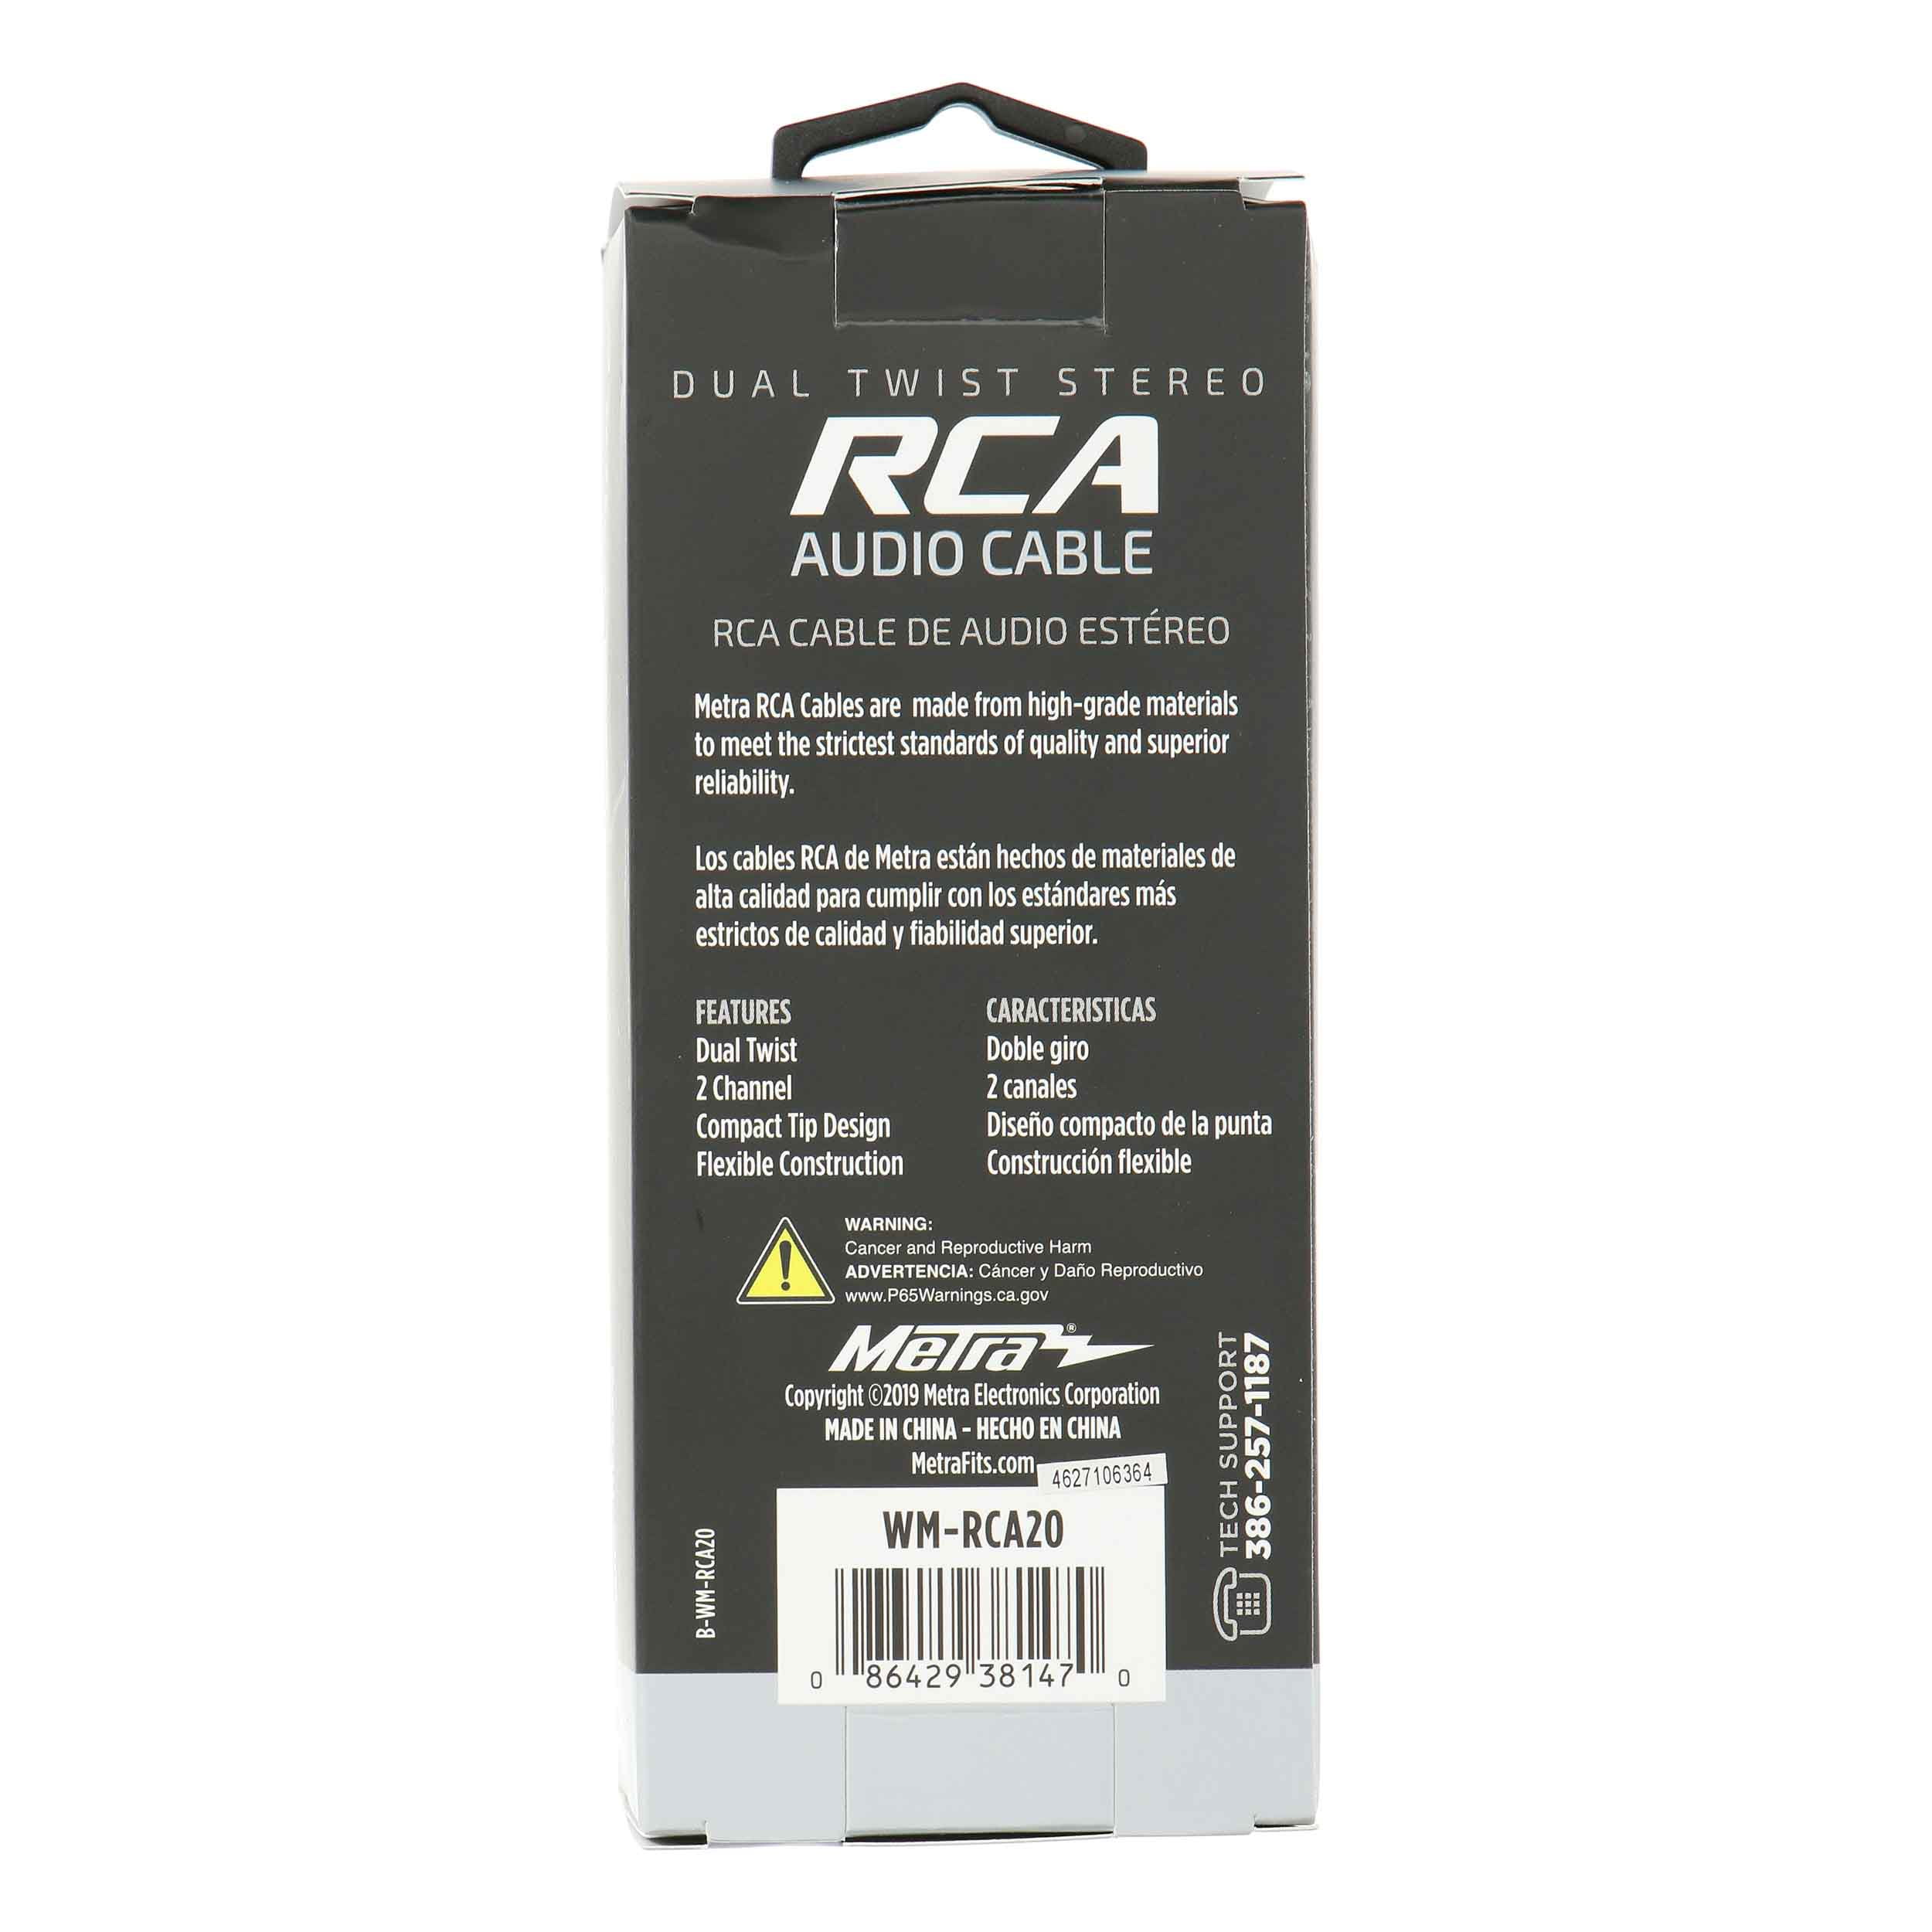 DUAL TWIST STEREO
RCA
AUDIO CABLE
RCA CABLE DE AUDIO ESTÉREO
Metra RCA Cables are made from high-grade materials
to meet the strictest standards of quality and superior
reliability.
Los cables RCA de Metra están hechos de materiales de
alta calidad para cumplir con los estándares más
estrictos de calidad y fiabilidad superior.
FEATURES
Dual Twist
2 Channel
Compact Tip Design
Flexible Construction
CARACTERISTICAS
Doble giro
2 canales
Diseño compacto de la punta
Construcción flexible
WARNING:
Cancer and Reproductive Harm
ADVERTENCIA: Cáncer y Daño Reproductivo
www.P65Warnings.ca.gov
MeTra®
Copyright ©2019 Metra Electronics Corporation
MADE IN CHINA - HECHO EN CHINA
MetraFits.com
4627106364
WM-RCA20
0 86429 38147 0
B-WM-RCA20
TECH SUPPORT
386-257-1187